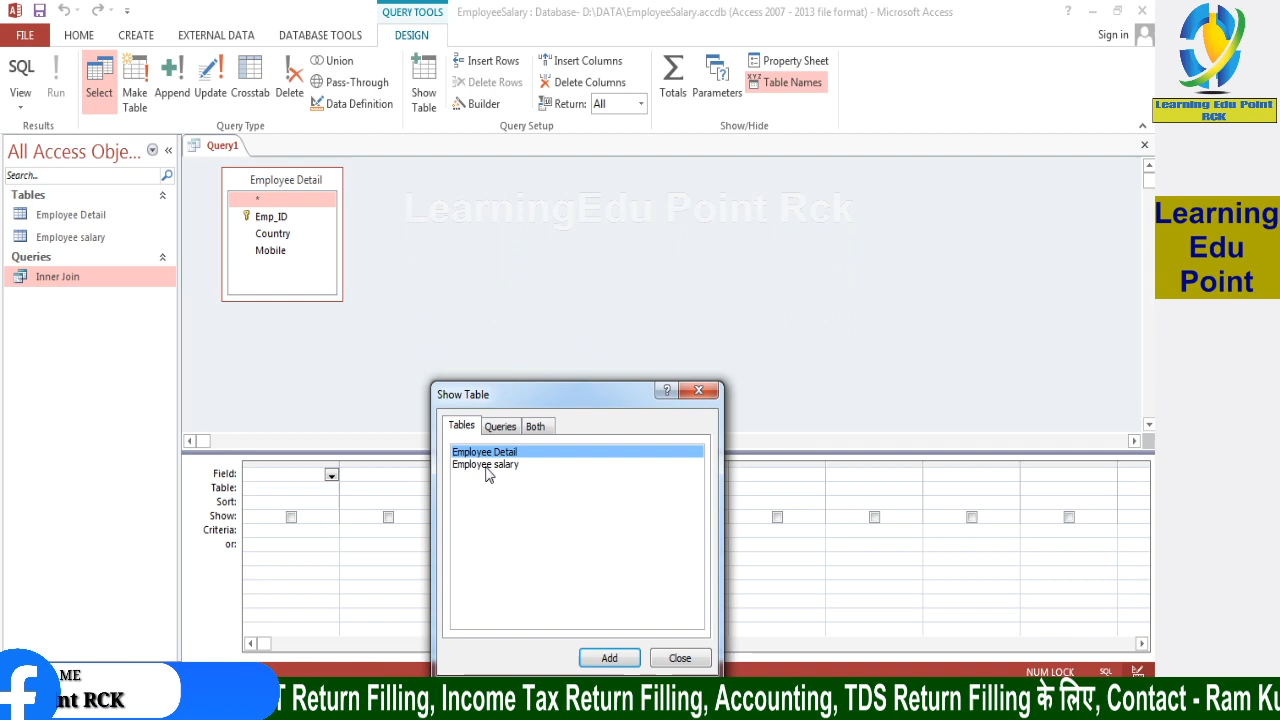 QUERY TOOLS
EmployeeSalary : Database- D:\DATA\EmployeeSalary.accdb (Access 2007 - 2013 file format) - Microsoft Access
FILE
HOME
CREATE
EXTERNAL DATA
DATABASE TOOLS
DESIGN
Sign in
SQL
View
Run
Select
Make
Table
Append
Update
Crosstab
Delete
Union
Pass-Through
Data Definition
Show
Table
Insert Rows
Delete Rows
Builder
Insert Columns
Delete Columns
Return: All
Totals
Parameters
Property Sheet
XYZ Table Names
Results
Query Type
Query Setup
Show/Hide
Learning Edu Point
RCK
All Access Obje...
Search...
Tables
Employee Detail
Employee salary
Queries
Inner Join
Query1
Employee Detail
*
Emp_ID
Country
Mobile
LearningEdu Point Rck
Learning
Edu
Point
Show Table
Tables
Queries
Both
Employee Detail
Employee salary
Add
Close
Field:
Table:
Sort:
Show:
Criteria:
or:
NUM LOCK
SQL
ME
nt RCK
T Return Filling, Income Tax Return Filling, Accounting, TDS Return Filling के लिए, Contact - Ram Ku